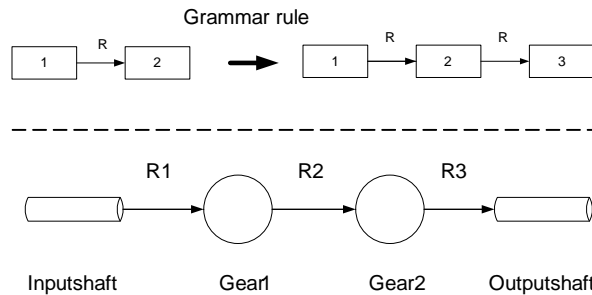 Grammar rule
R R R
1 2 1 2 3
R1 R2 R3
Inputshaft Gear1 Gear2 Outputshaft